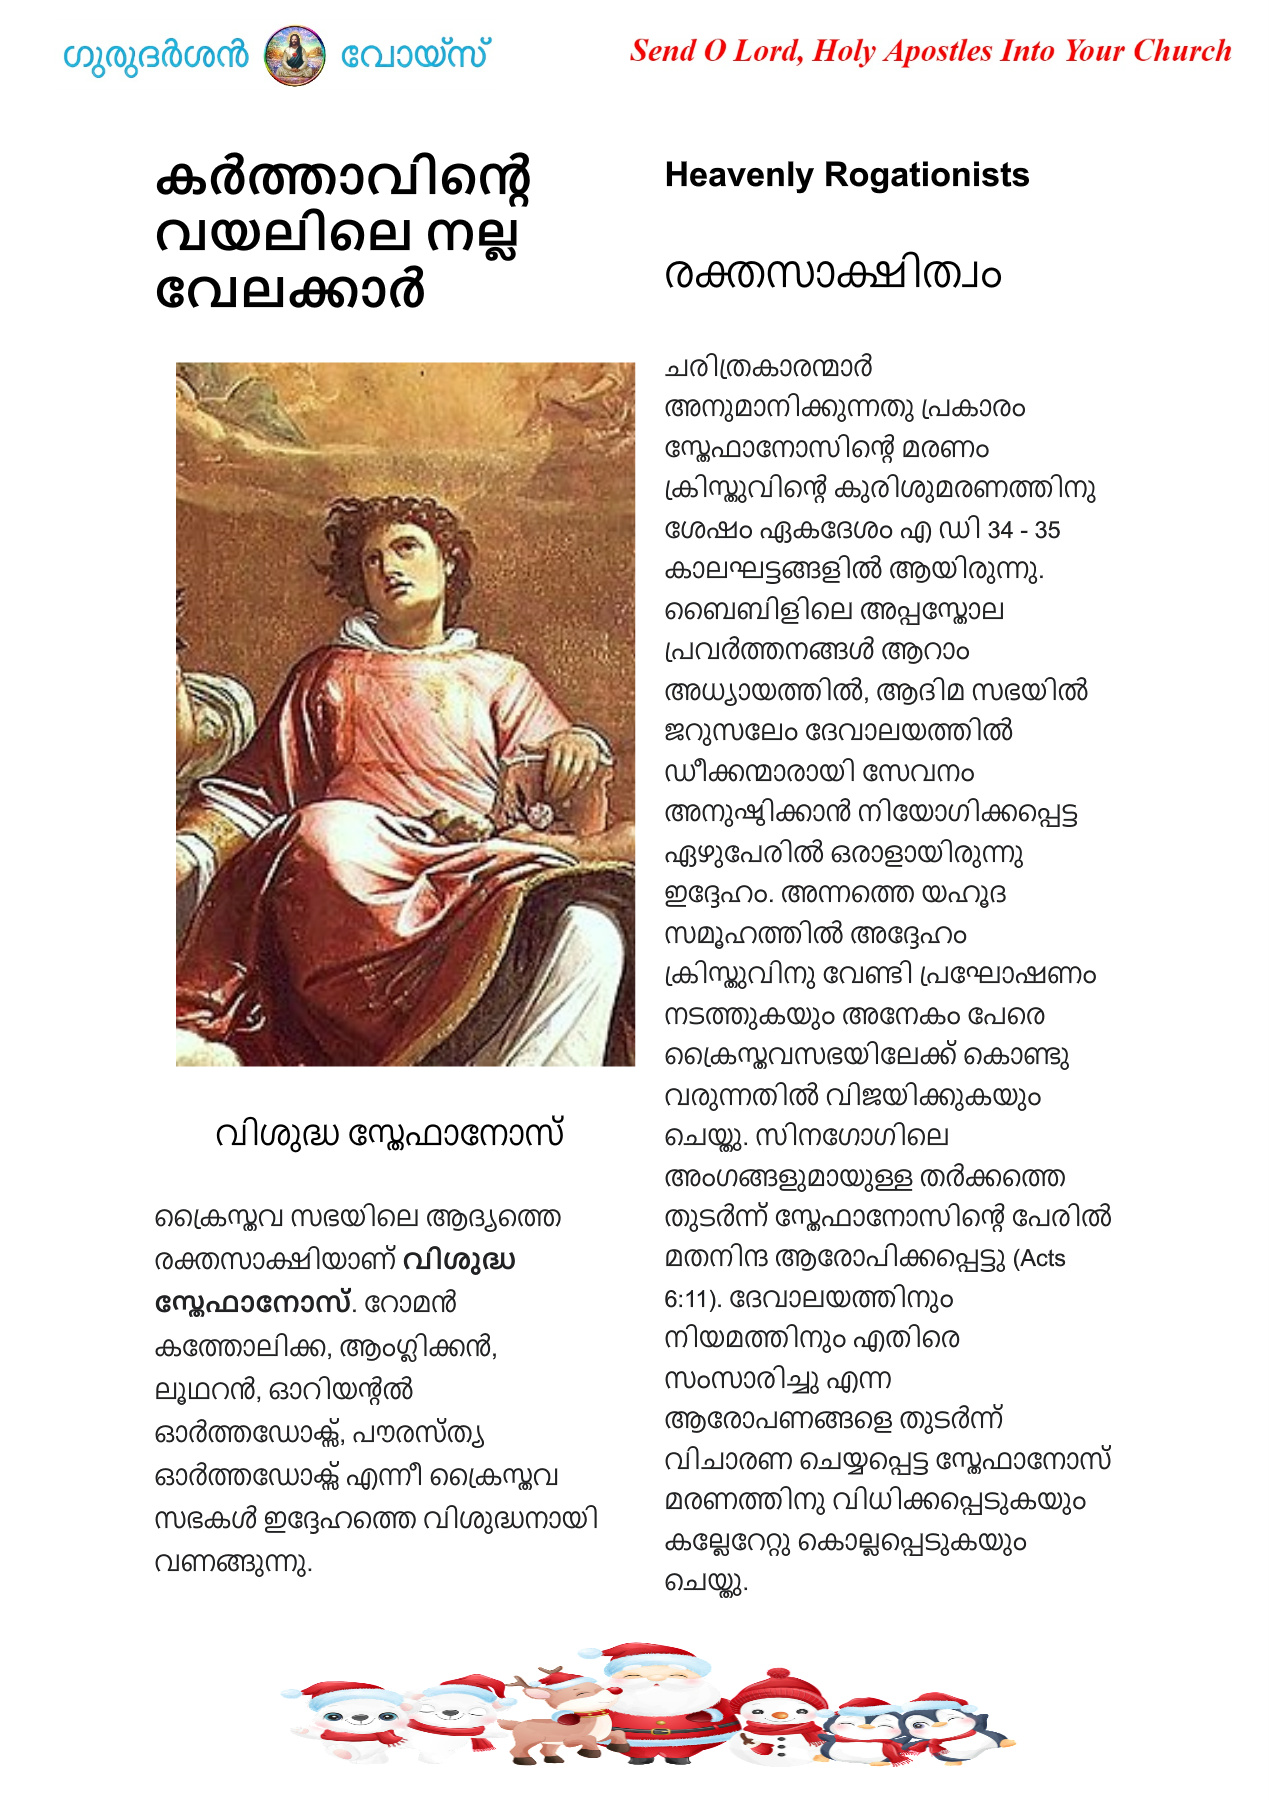 ഗുരുദർശൻ വോയ്സ്
Send O Lord, Holy Apostles Into Your Church
കർത്താവിന്റെ
വയലിലെ നല്ല
വേലക്കാർ
വിശുദ്ധ സ്തേഫാനോസ്
ക്രൈസ്തവ സഭയിലെ ആദ്യത്തെ
രക്തസാക്ഷിയാണ് വിശുദ്ധ
സ്തേഫാനോസ്. റോമൻ
കത്തോലിക്ക, ആംഗ്ലിക്കൻ,
ലൂഥറൻ, ഓറിയന്റൽ
ഓർത്തഡോക്സ്, പൗരസ്ത്യ
ഓർത്തഡോക്സ് എന്നീ ക്രൈസ്തവ
സഭകൾ ഇദ്ദേഹത്തെ വിശുദ്ധനായി
വണങ്ങുന്നു.
Heavenly Rogationists
രക്തസാക്ഷിത്വം
ചരിത്രകാരന്മാർ
അനുമാനിക്കുന്നതു പ്രകാരം
സ്തേഫാനോസിന്റെ മരണം
ക്രിസ്തുവിന്റെ കുരിശുമരണത്തിനു
ശേഷം ഏകദേശം എ ഡി 34 - 35
കാലഘട്ടങ്ങളിൽ ആയിരുന്നു.
ബൈബിളിലെ അപ്പസ്തോല
പ്രവർത്തനങ്ങൾ ആറാം
അധ്യായത്തിൽ, ആദിമ സഭയിൽ
ജറുസലേം ദേവാലയത്തിൽ
ഡീക്കന്മാരായി സേവനം
അനുഷ്ഠിക്കാൻ നിയോഗിക്കപ്പെട്ട
ഏഴുപേരിൽ ഒരാളായിരുന്നു
ഇദ്ദേഹം. അന്നത്തെ യഹൂദ
സമൂഹത്തിൽ അദ്ദേഹം
ക്രിസ്തുവിനു വേണ്ടി പ്രഘോഷണം
നടത്തുകയും അനേകം പേരെ
ക്രൈസ്തവസഭയിലേക്ക് കൊണ്ടു
വരുന്നതിൽ വിജയിക്കുകയും
ചെയ്തു. സിനഗോഗിലെ
അംഗങ്ങളുമായുള്ള തർക്കത്തെ
തുടർന്ന് സ്തേഫാനോസിന്റെ പേരിൽ
മതനിന്ദ ആരോപിക്കപ്പെട്ടു (Acts
6:11). ദേവാലയത്തിനും
നിയമത്തിനും എതിരെ
സംസാരിച്ചു എന്ന
ആരോപണങ്ങളെ തുടർന്ന്
വിചാരണ ചെയ്യപ്പെട്ട സ്തേഫാനോസ്
മരണത്തിനു വിധിക്കപ്പെടുകയും
കല്ലേറേറ്റു കൊല്ലപ്പെടുകയും
ചെയ്തു.